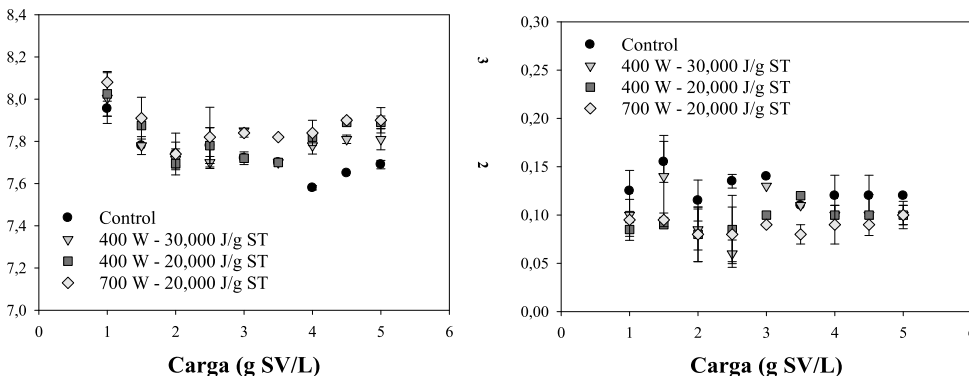 8,4
8,2
8,0
7,8
7,6
7,4
7,2
7,0
0 1 2 3 4 5 6
Control
400 W - 30,000 J/g ST
400 W - 20,000 J/g ST
700 W - 20,000 J/g ST
Carga (g SV/L)
3
2
0,30
0,25
0,20
0,15
0,10
0,05
0,00
0 1 2 3 4 5 6
Control
400 W - 30,000 J/g ST
400 W - 20,000 J/g ST
700 W - 20,000 J/g ST
Carga (g SV/L)